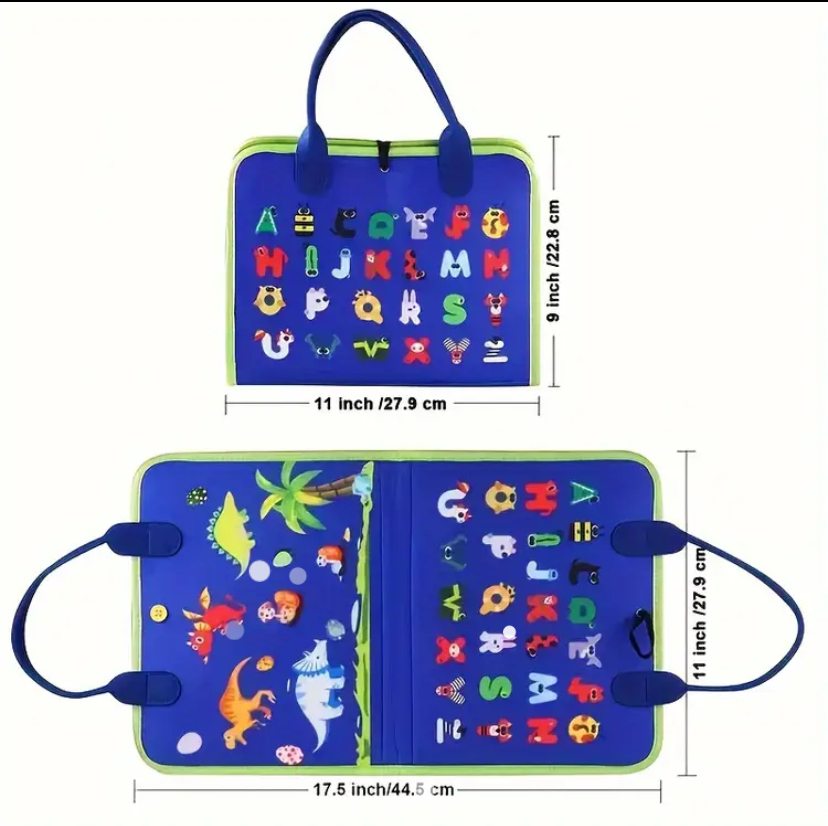 A B C D E F G
9 inch /22.8 cm
H I J K L M N
O P Q R S T
U V W X Y Z
11 inch /27.9 cm
U O H A
V P I B
J C
W Q K D
X R L E
Y S M F
Z T N G
11 inch /27.9 cm
17.5 inch/44.5 cm